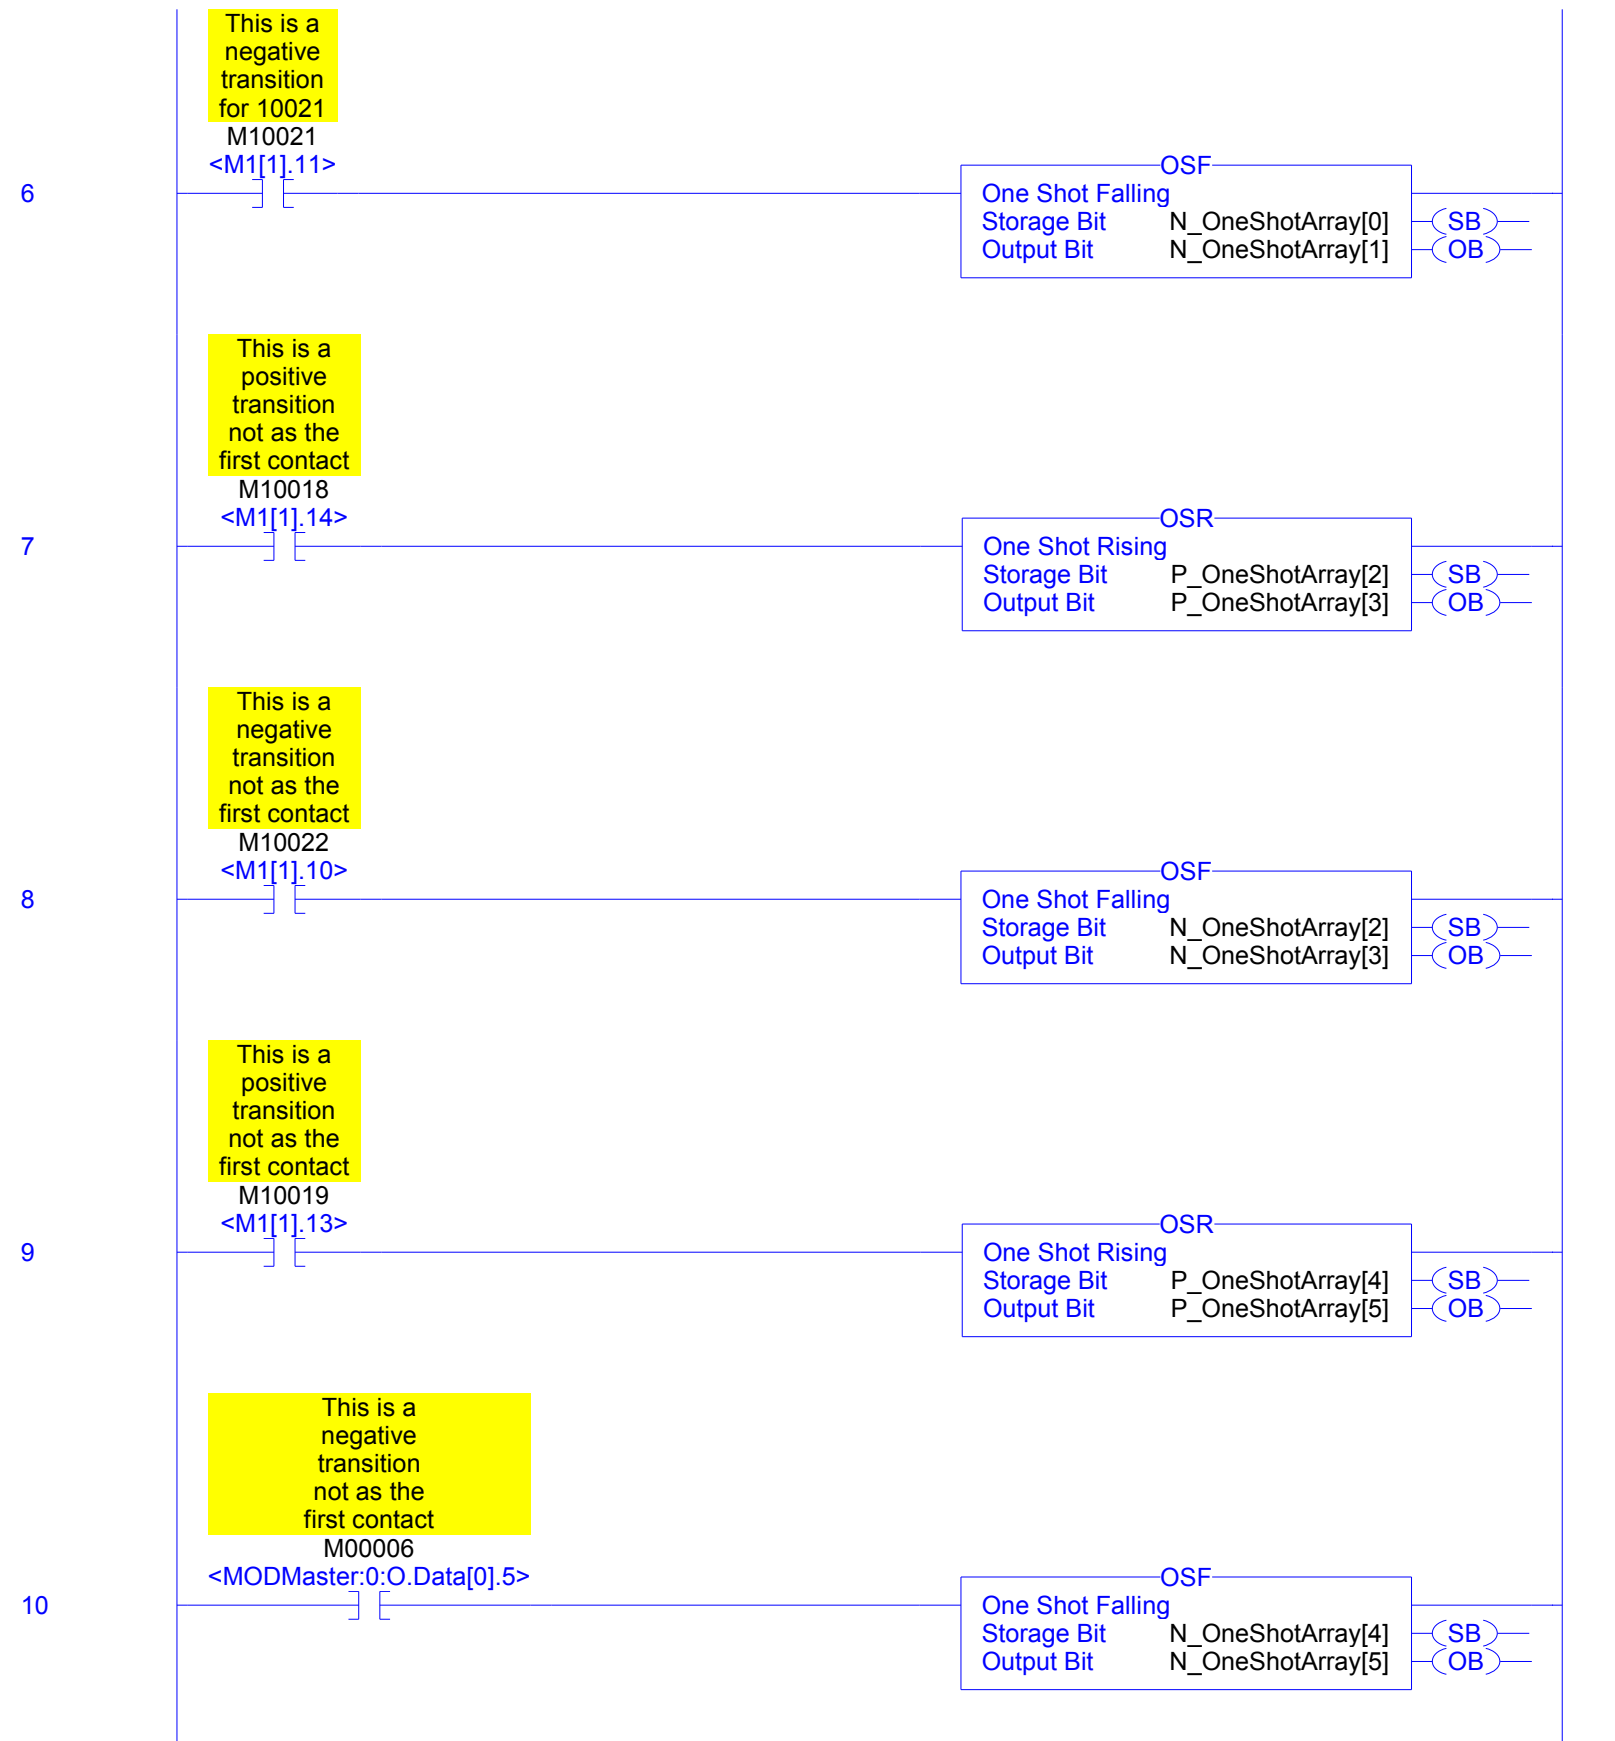 This is a
negative
transition
for 10021
M10021
<M1[1].11>
6
OSF
One Shot Falling
Storage Bit N_OneShotArray[0] SB
Output Bit N_OneShotArray[1] OB
This is a
positive
transition
not as the
first contact
M10018
<M1[1].14>
7
OSR
One Shot Rising
Storage Bit P_OneShotArray[2] SB
Output Bit P_OneShotArray[3] OB
This is a
negative
transition
not as the
first contact
M10022
<M1[1].10>
8
OSF
One Shot Falling
Storage Bit N_OneShotArray[2] SB
Output Bit N_OneShotArray[3] OB
This is a
positive
transition
not as the
first contact
M10019
<M1[1].13>
9
OSR
One Shot Rising
Storage Bit P_OneShotArray[4] SB
Output Bit P_OneShotArray[5] OB
This is a
negative
transition
not as the
first contact
M00006
<MODMaster:0:O.Data[0].5>
10
OSF
One Shot Falling
Storage Bit N_OneShotArray[4] SB
Output Bit N_OneShotArray[5] OB